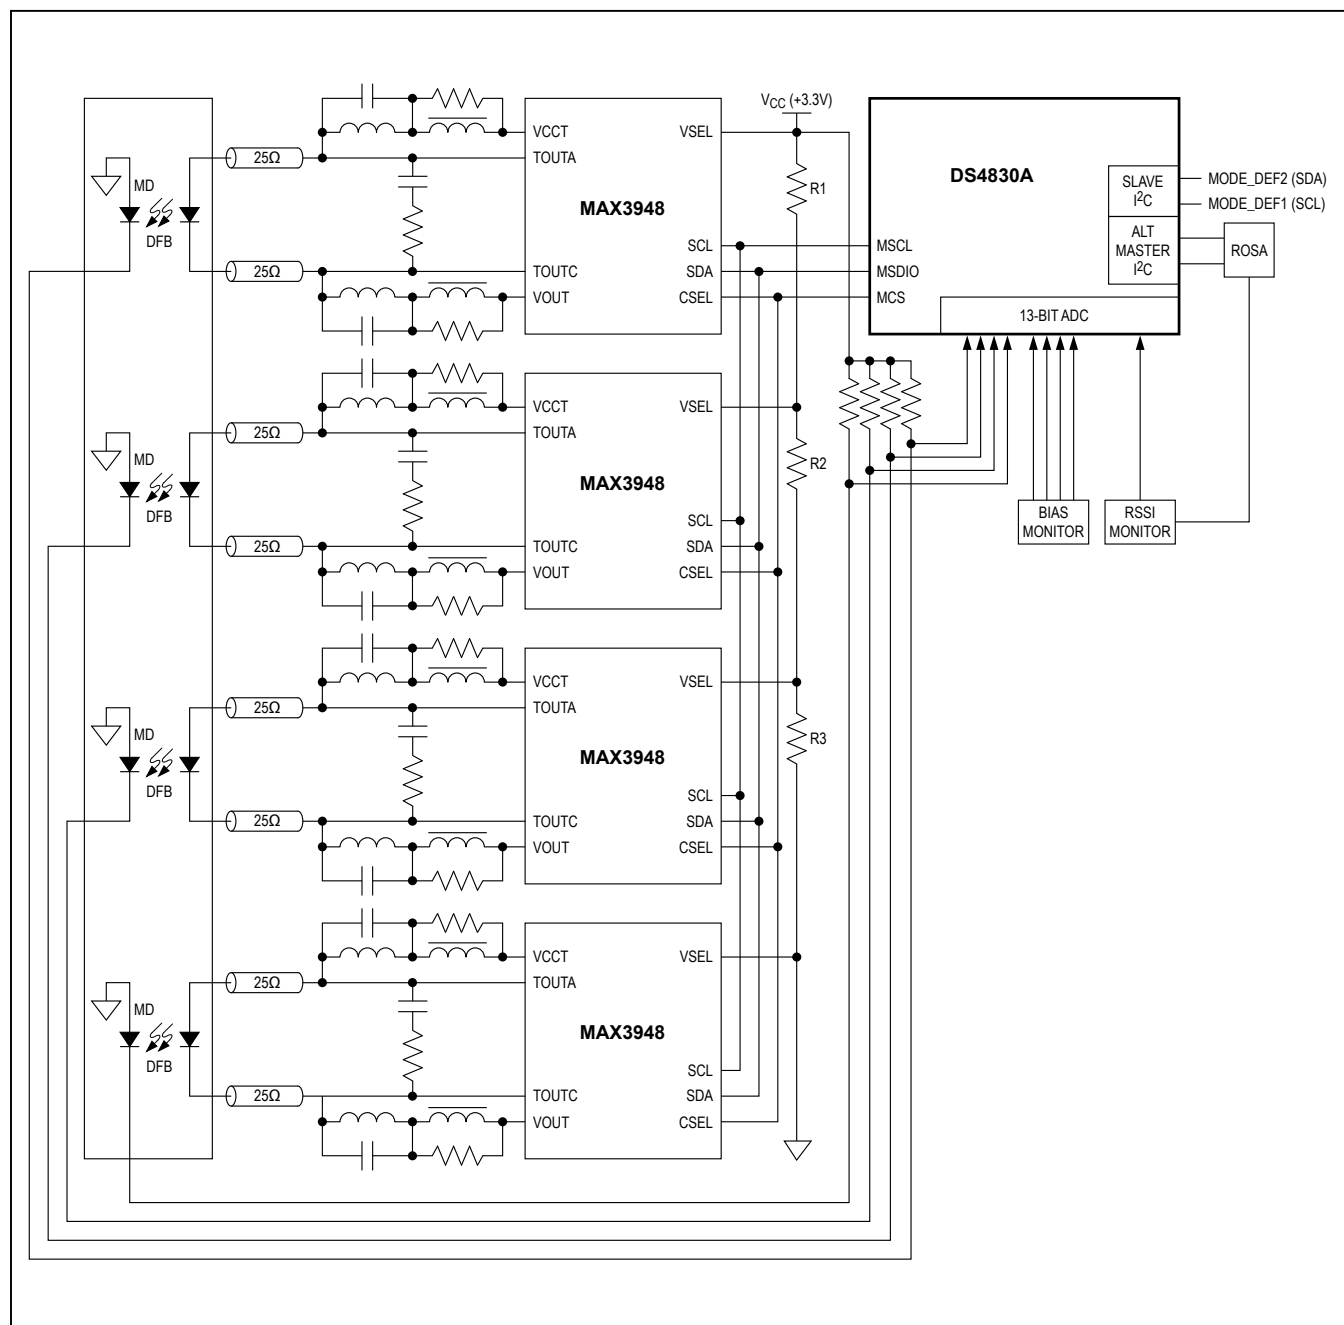 VCC (+3.3V)
VCCT
VSEL
25Ω
TOUTA
MD
DFB
MAX3948
R1
DS4830A
SLAVE
I2C
MODE_DEF2 (SDA)
MODE_DEF1 (SCL)
ALT
MASTER
I2C
ROSA
SCL
MSCL
25Ω
TOUTC
SDA
MSDIO
VOUT
CSEL
MCS
13-BIT ADC
VCCT
VSEL
25Ω
TOUTA
MD
DFB
MAX3948
R2
SCL
BIAS
MONITOR
RSSI
MONITOR
25Ω
TOUTC
SDA
VOUT
CSEL
VCCT
VSEL
25Ω
TOUTA
MD
DFB
MAX3948
R3
SCL
25Ω
TOUTC
SDA
VOUT
CSEL
VCCT
VSEL
25Ω
TOUTA
MD
DFB
MAX3948
SCL
25Ω
TOUTC
SDA
VOUT
CSEL